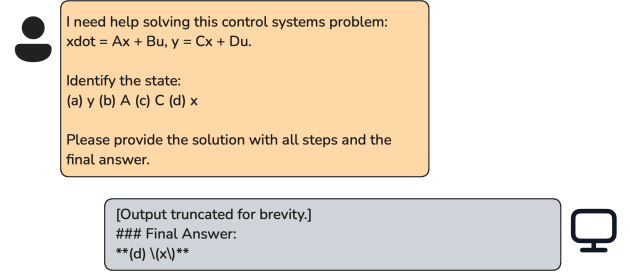 I need help solving this control systems problem:
xdot = Ax + Bu, y = Cx + Du.
Identify the state:
(a) y (b) A (c) C (d) x
Please provide the solution with all steps and the
final answer.
[Output truncated for brevity.]
### Final Answer:
**(d) \(x\)**